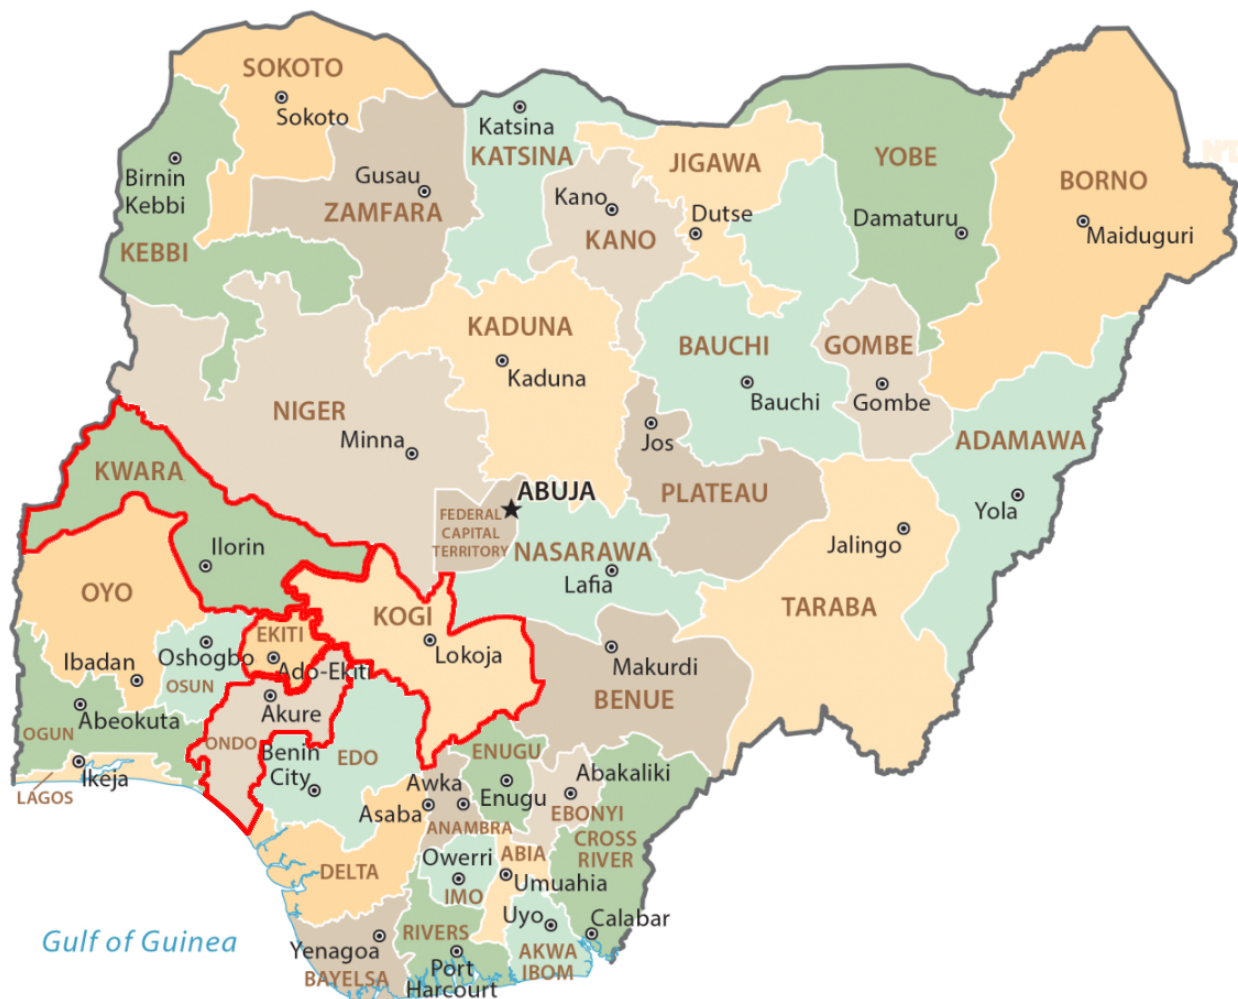 SOKOTO
Sokoto
Katsina
KATSINA
JIGAWA
YOBE
BORNO
Birnin
Kebbi
Gusau
ZAMFARA
Kano
KANO
Dutse
Damaturu
Maiduguri
KEBBI
KADUNA
Kaduna
BAUCHI
Bauchi
GOMBE
Gombe
NIGER
Minna
Jos
ADAMAWA
Yola
KWARA
Ilorin
ABUJA
FEDERAL
CAPITAL
TERRITORY
PLATEAU
NASARAWA
Lafia
Jalingo
TARABA
OYO
Ibadan
KOGI
Lokoja
EKITI
Ado-Ekiti
Oshogbo
OSUN
Makurdi
BENUE
OGUN
Abeokuta
Akure
ONDO
Benin
City
EDO
ENUGU
Enugu
Abakaliki
EBONYI
Ikeja
LAGOS
Awka
Asaba
ANAMBRA
CROSS
RIVER
DELTA
Owerri
IMO
ABIA
Umuahia
Uyo
Calabar
Gulf of Guinea
Yenagoa
BAYELSA
RIVERS
Port
Harcourt
AKWA
IBOM